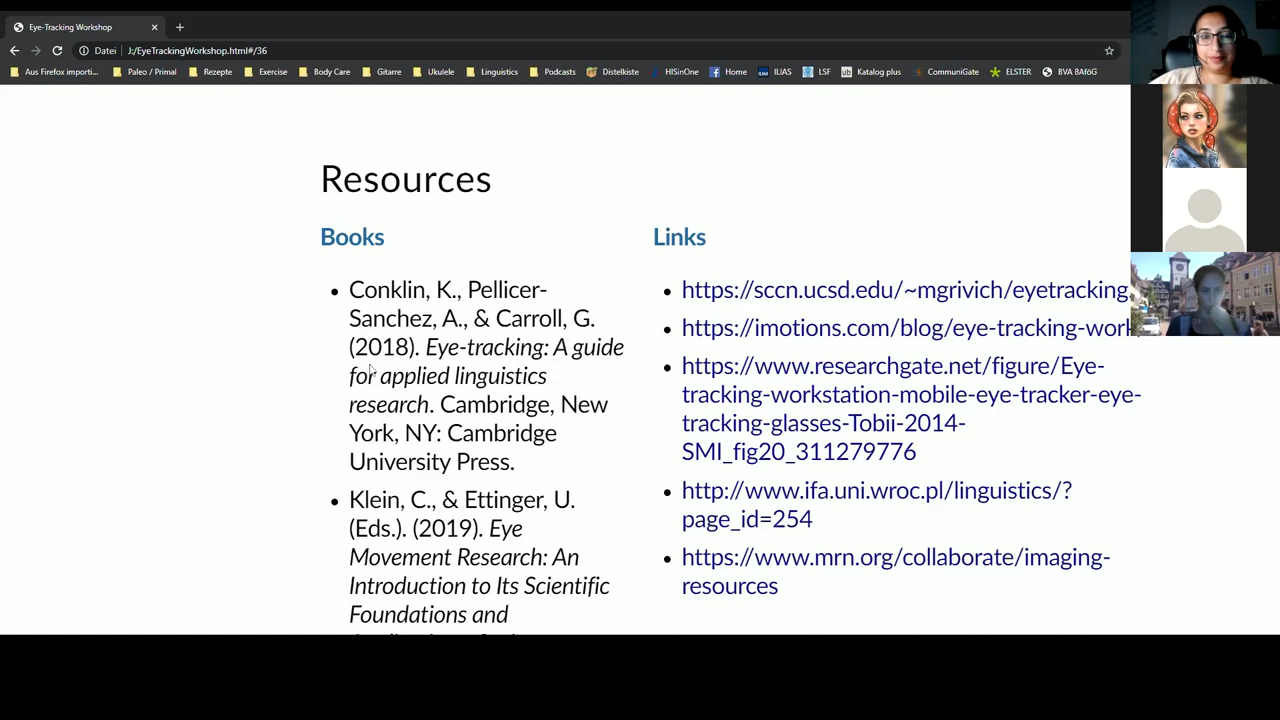 Eye-Tracking Workshop
Datei J:/EyeTrackingWorkshop.html#/36
Aus Firefox importi... Paleo / Primal Rezepte Exercise Body Care Gitarre Ukulele Linguistics Podcasts Distelkiste HISinOne Home ILIAS LSF Katalog plus CommuniGate ELSTER BVA BAföG
Resources
Books
Conklin, K., Pellicer-
Sanchez, A., & Carroll, G.
(2018). Eye-tracking: A guide
for applied linguistics
research. Cambridge, New
York, NY: Cambridge
University Press.
Klein, C., & Ettinger, U.
(Eds.). (2019). Eye
Movement Research: An
Introduction to Its Scientific
Foundations and
Links
https://sccn.ucsd.edu/~mgrivich/eyetracking.
https://imotions.com/blog/eye-tracking-work
https://www.researchgate.net/figure/Eye-
tracking-workstation-mobile-eye-tracker-eye-
tracking-glasses-Tobii-2014-
SMI_fig20_311279776
http://www.ifa.uni.wroc.pl/linguistics/?
page_id=254
https://www.mrn.org/collaborate/imaging-
resources